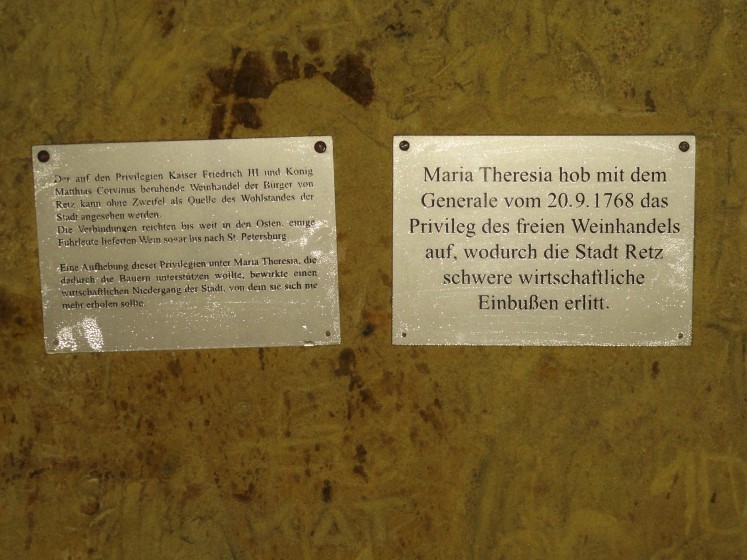 Der auf den Privilegien Kaiser Friedrich III und König
Matthias Corvinus beruhende Weinhandel der Bürger von
Retz kann ohne Zweifel als Quelle des Wohlstandes der
Stadt angesehen werden.
Die Verbindungen reichten bis weit in den Osten, einige
Fuhrleute lieferten Wein sogar bis nach St. Petersburg
Eine Aufhebung dieser Privilegien unter Maria Theresia, die
dadurch die Bauern unterstützen wollte, bewirkte einen
wirtschaftlichen Niedergang der Stadt, von dem sie sich nie
mehr erholen sollte.
Maria Theresia hob mit dem
Generale vom 20.9.1768 das
Privileg des freien Weinhandels
auf, wodurch die Stadt Retz
schwere wirtschaftliche
Einbußen erlitt.